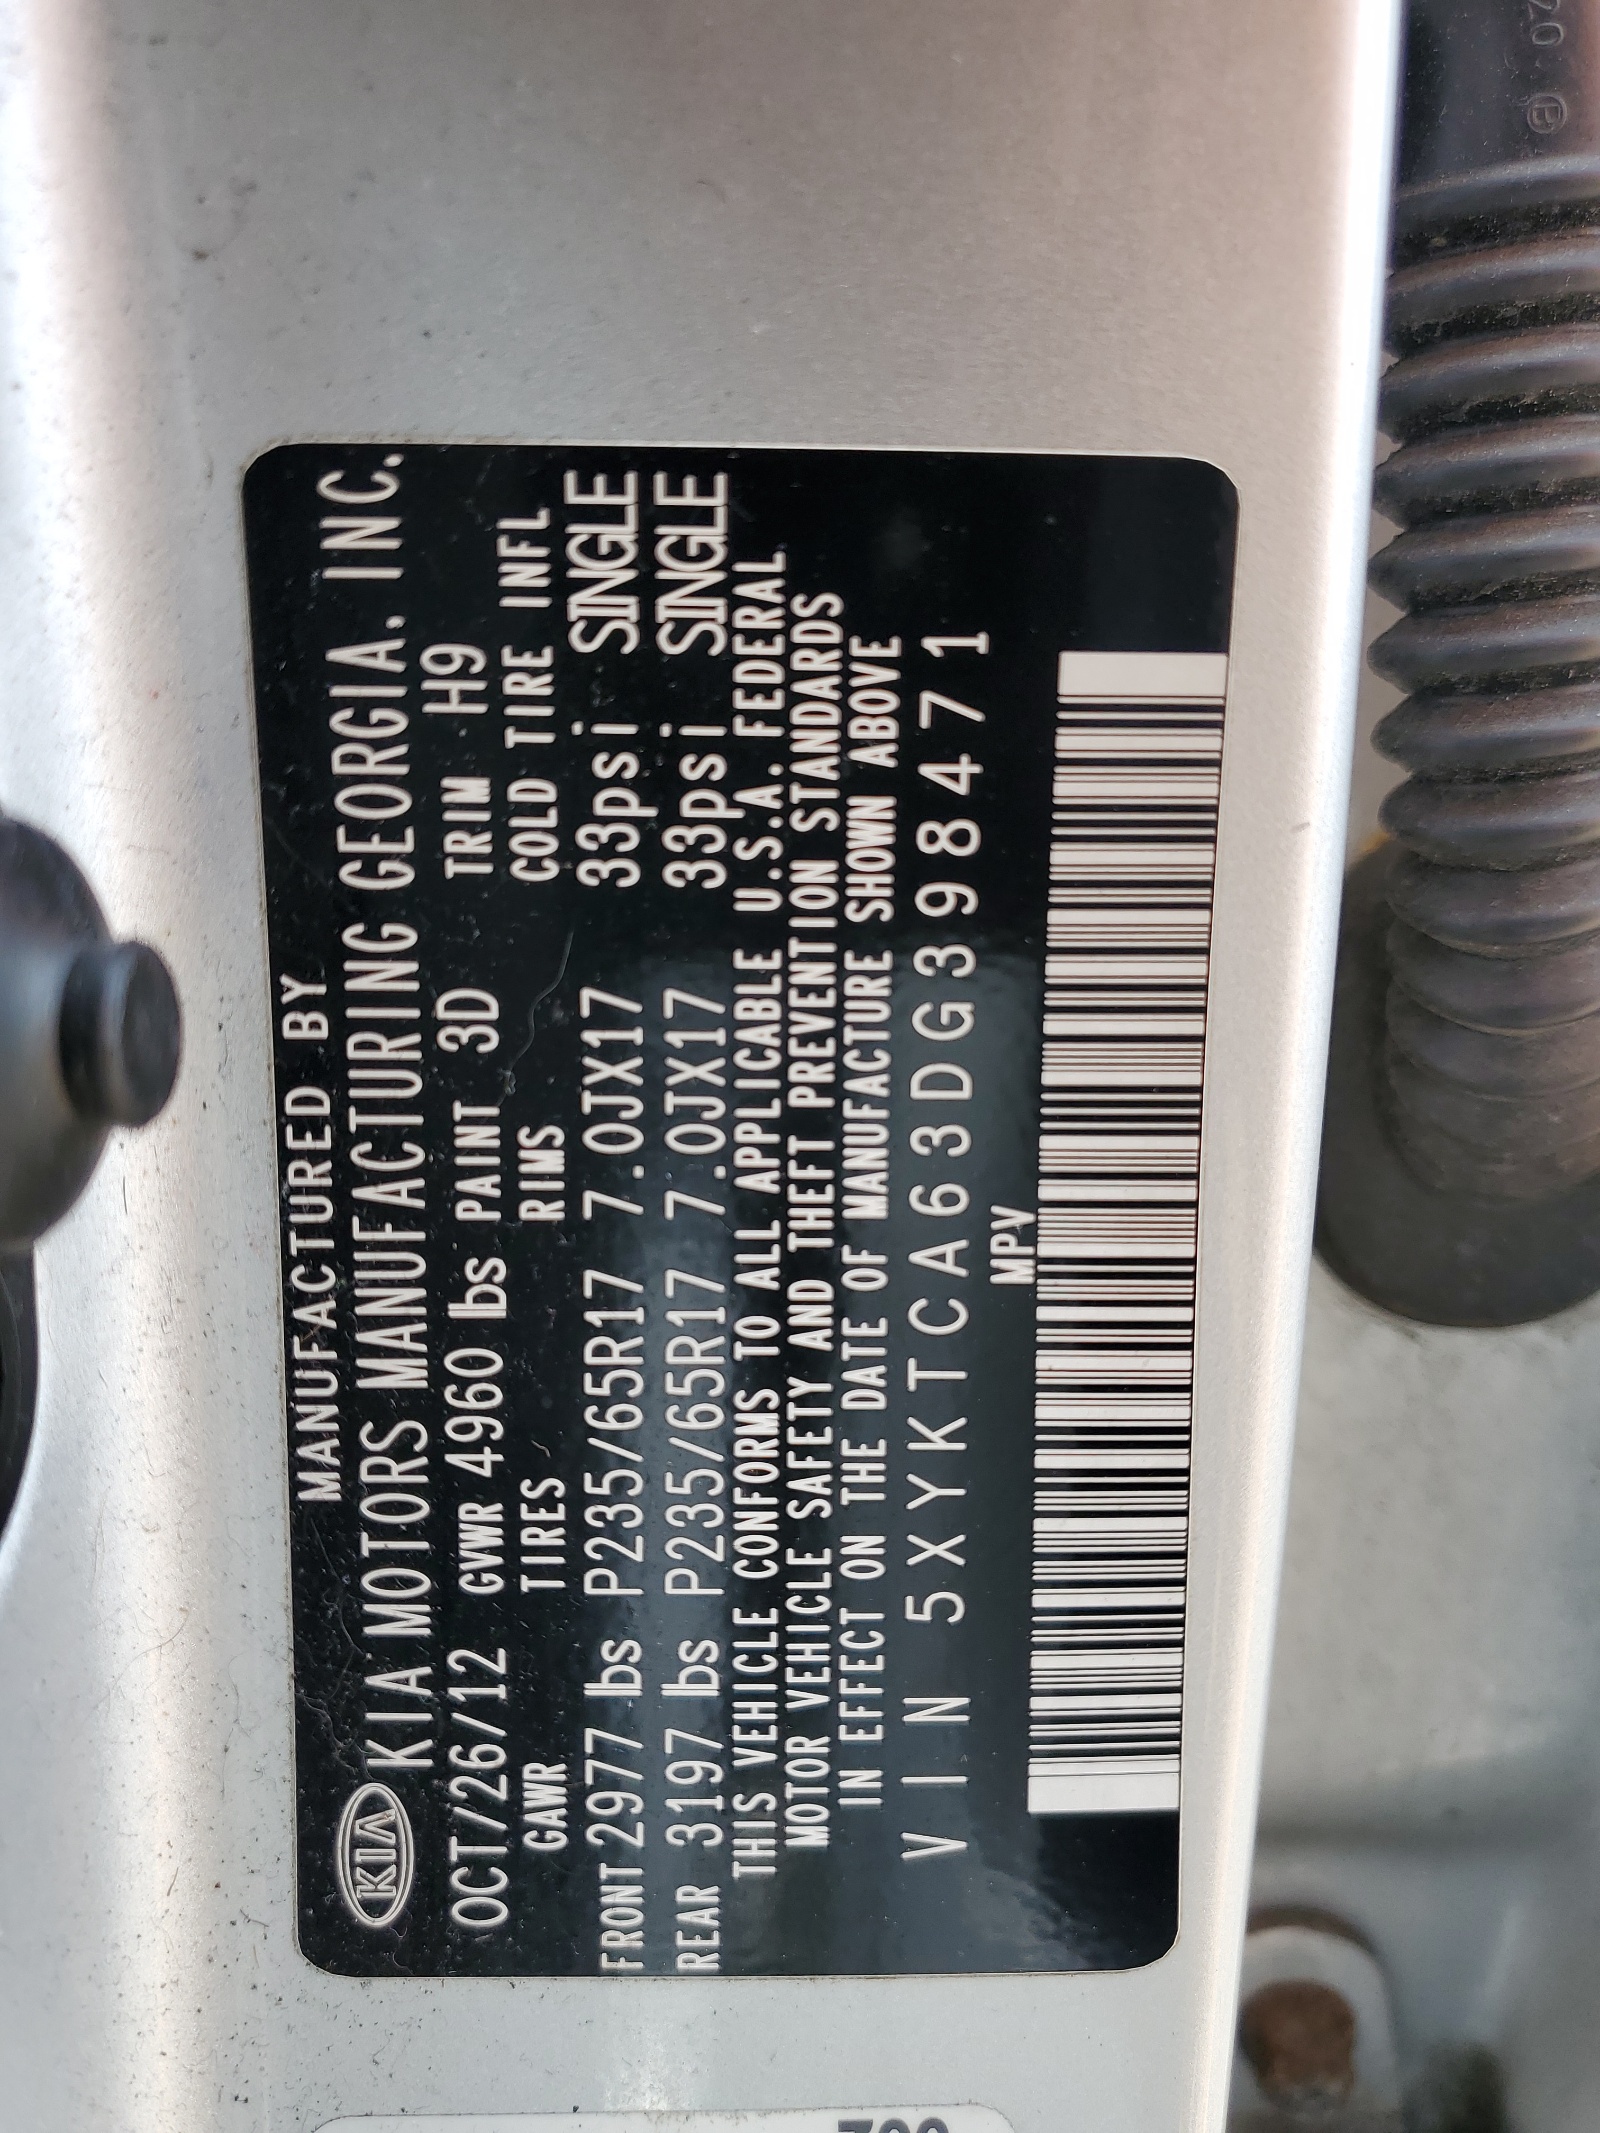 MANUFACTURED BY
KIA KIA MOTORS MANUFACTURING GEORGIA, INC.
OCT/26/12 GVWR 4960 lbs PAINT 3D TRIM H9
GAWR TIRES RIMS COLD TIRE INFL
FRONT 2977 lbs P235/65R17 7.0JX17 33psi SINGLE
REAR 3197 lbs P235/65R17 7.0JX17 33psi SINGLE
THIS VEHICLE CONFORMS TO ALL APPLICABLE U.S.A. FEDERAL
MOTOR VEHICLE SAFETY AND THEFT PREVENTION STANDARDS
IN EFFECT ON THE DATE OF MANUFACTURE SHOWN ABOVE
VIN 5XYKTCA63DG398471
MPV